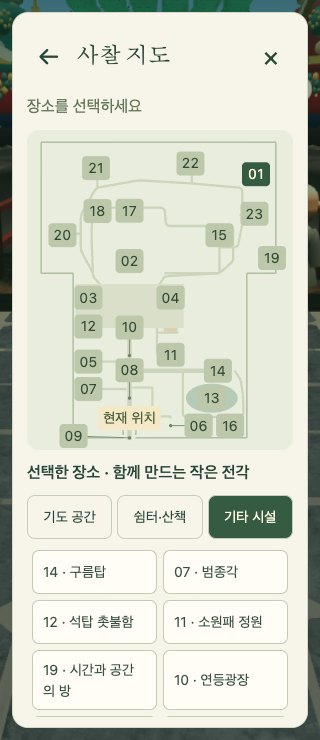 ← 사찰 지도 ×
장소를 선택하세요
21
22
01
18
17
23
20
15
02
19
03
04
12
10
11
05
08
14
07
13
현재 위치
06
16
09
선택한 장소 · 함께 만드는 작은 전각
기도 공간
쉼터·산책
기타 시설
14 · 구름탑
07 · 범종각
12 · 석탑 촛불함
11 · 소원패 정원
19 · 시간과 공간
의 방
10 · 연등광장